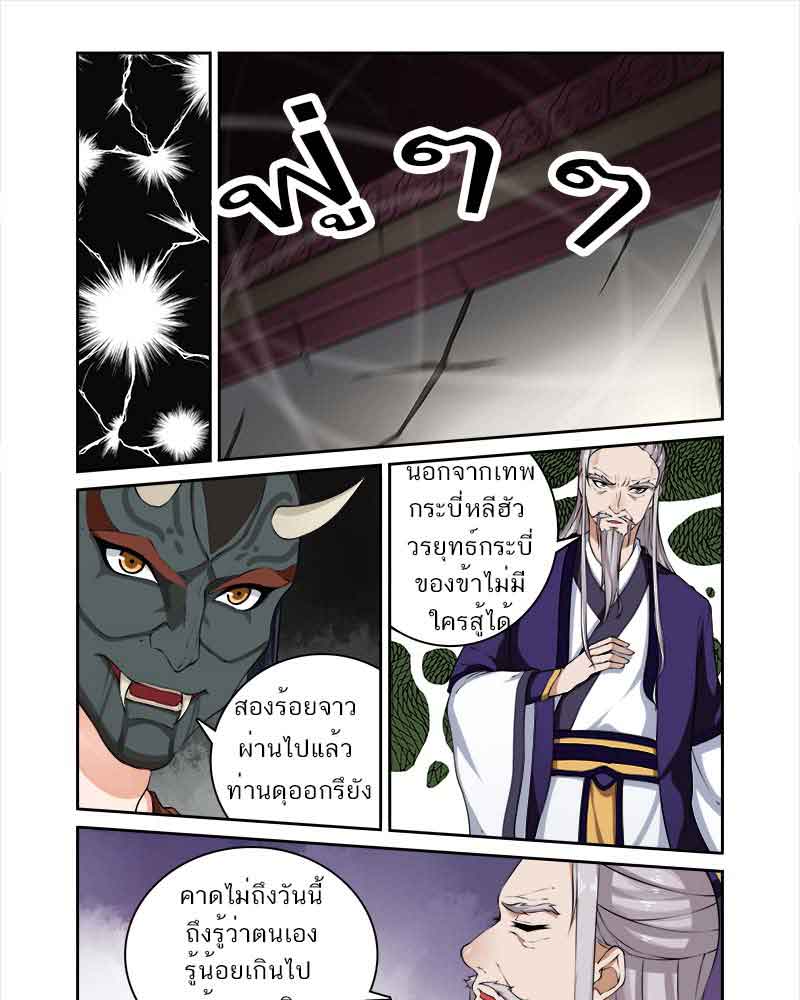 พู่ ๆ ๆ
นอกจากเทพ
กระบี่หลีฮัว
วรยุทธ์กระบี่
ของข้าไม่มี
ใครสู้ได้
สองร้อยจาว
ผ่านไปแล้ว
ท่านดุออกรึยัง
คาดไม่ถึงวันนี้
ถึงรู้ว่าตนเอง
รู้น้อยเกินไป